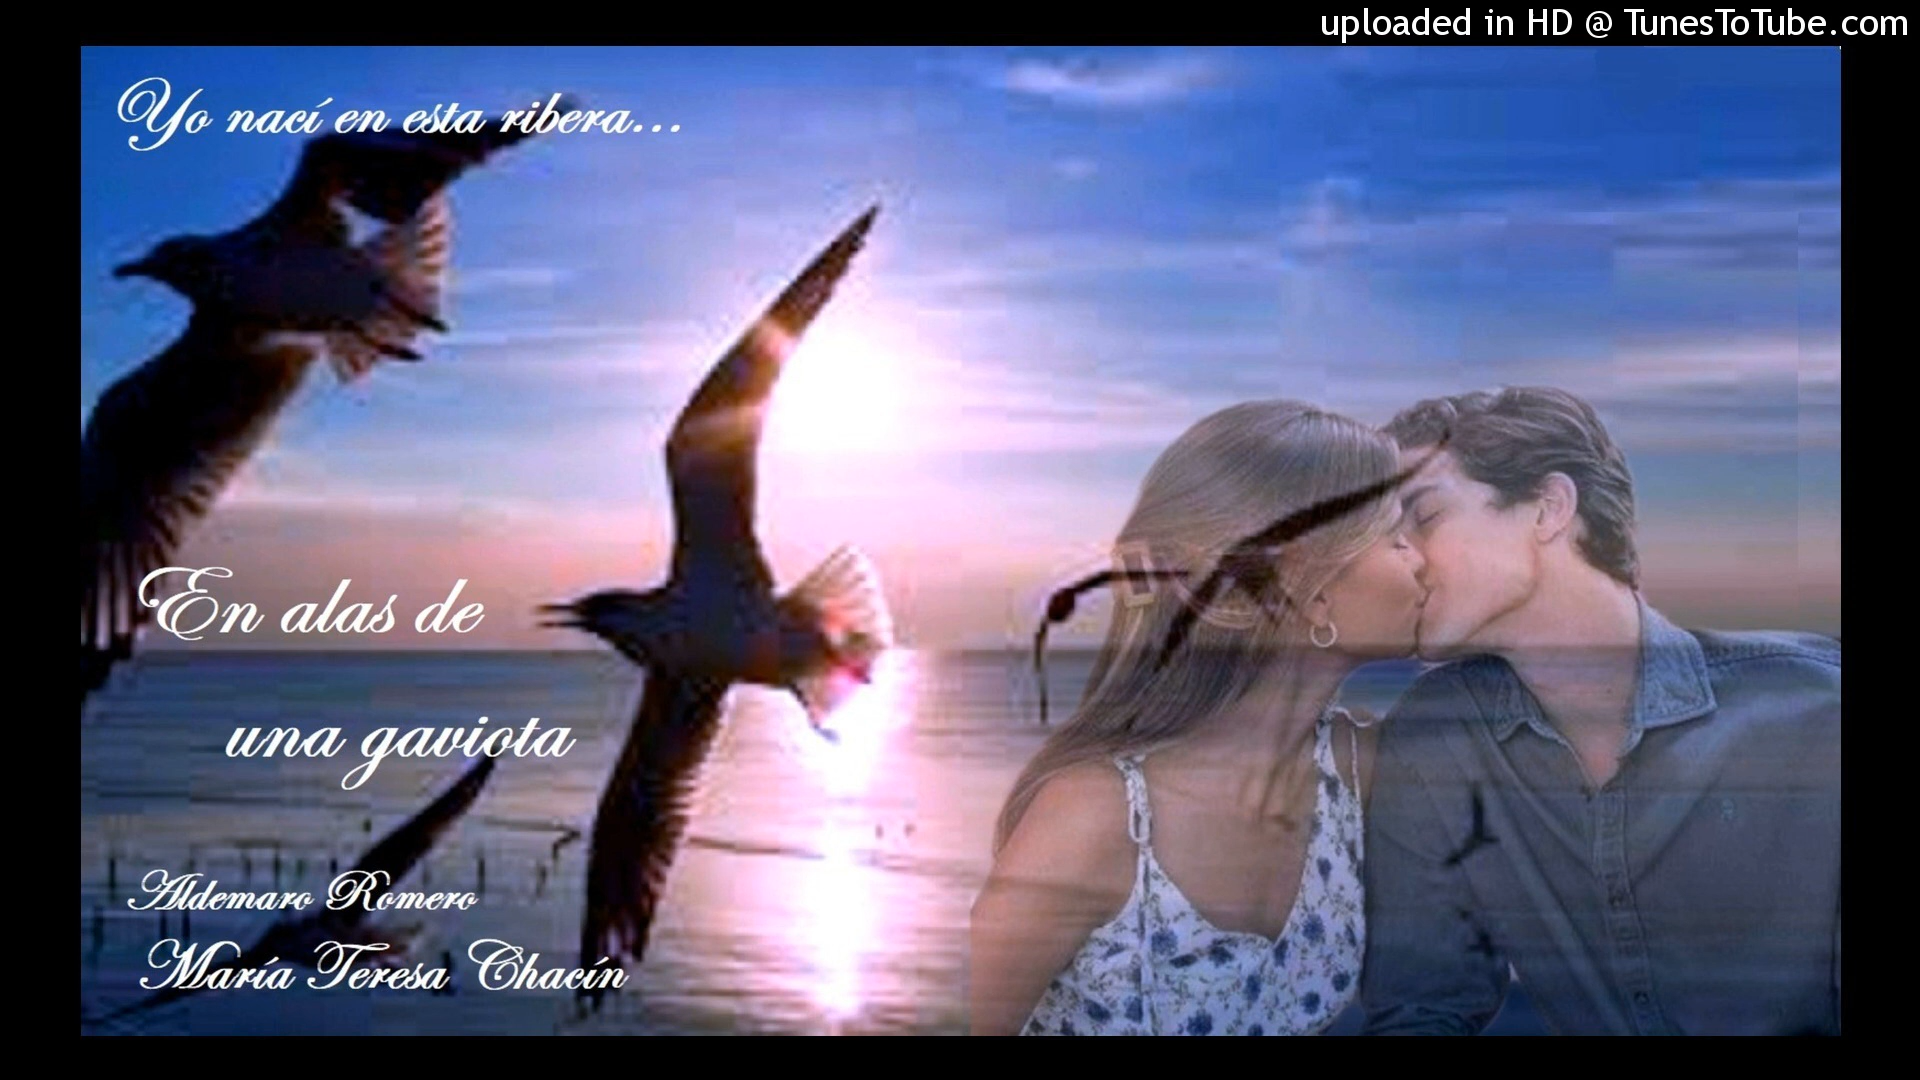 uploaded in HD @ TunesToTube.com
Yo nací en esta ribera...
En alas de
una gaviota
Aldemaro Romero
María Teresa Chacín